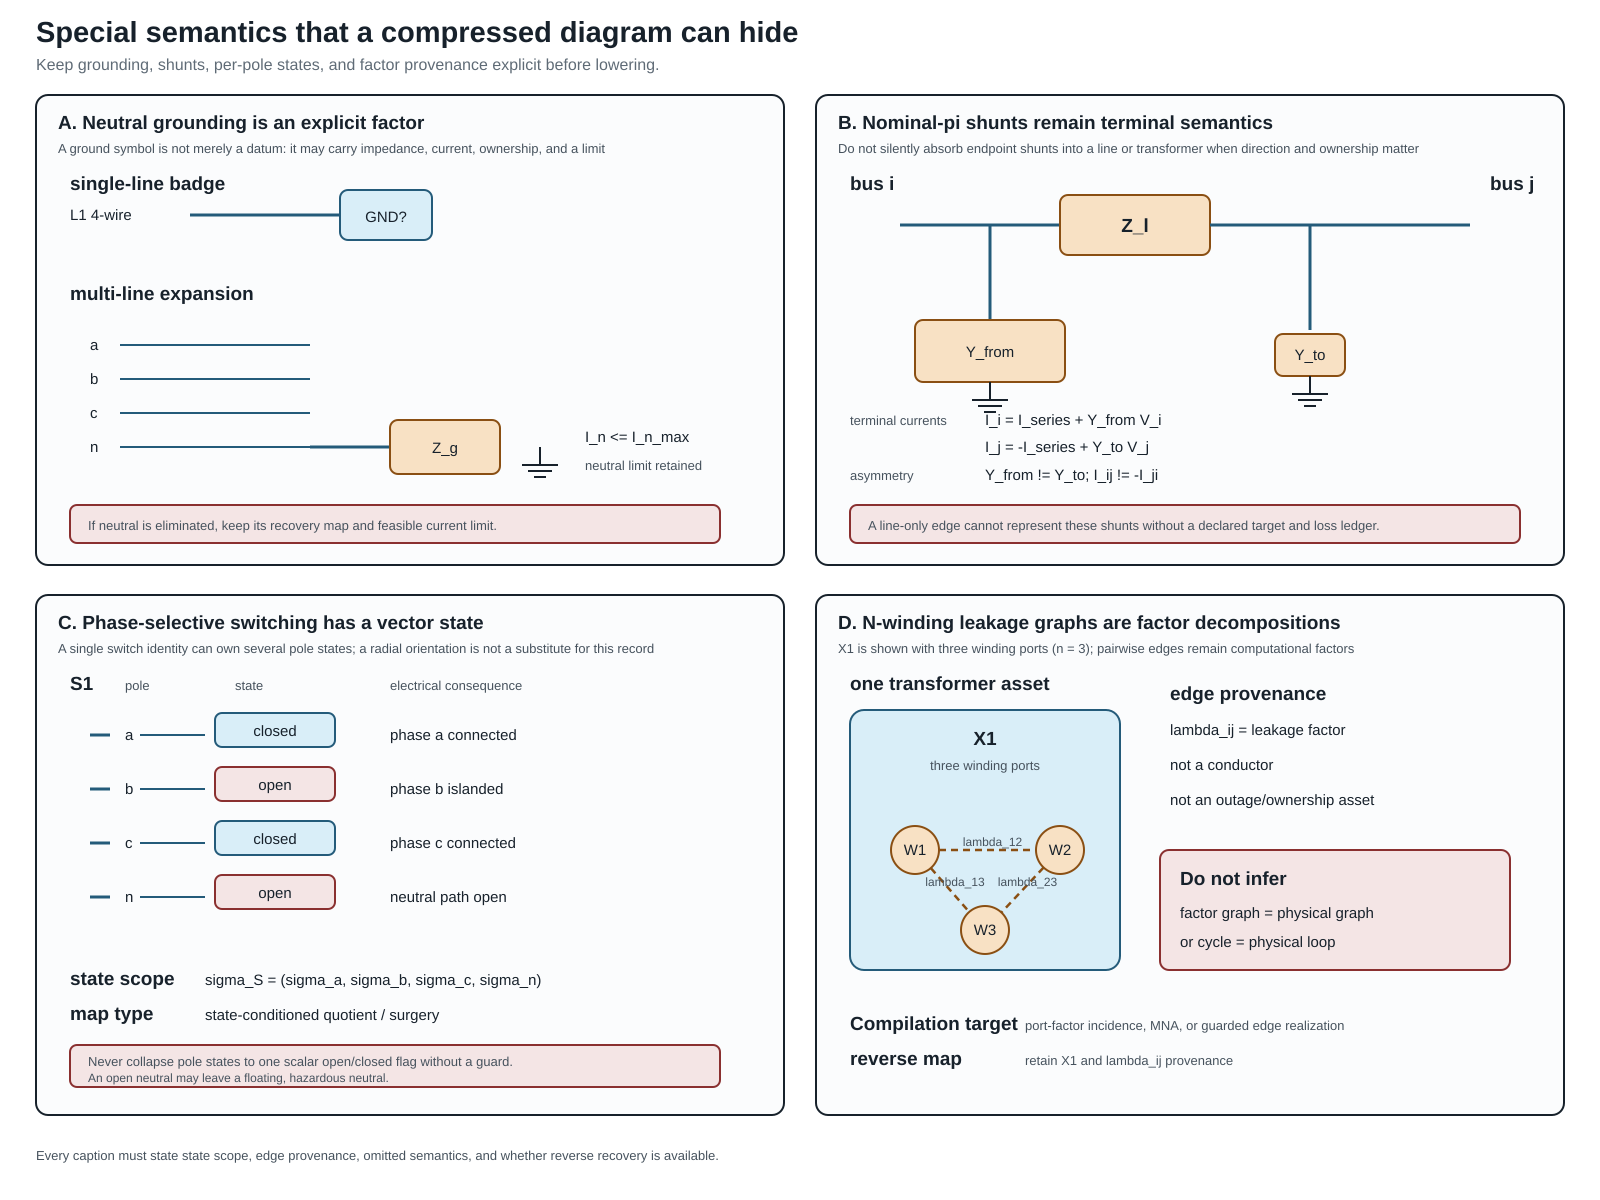 Special semantics that a compressed diagram can hide
Keep grounding, shunts, per-pole states, and factor provenance explicit before lowering.
A. Neutral grounding is an explicit factor
A ground symbol is not merely a datum: it may carry impedance, current, ownership, and a limit
single-line badge
L1 4-wire
GND?
multi-line expansion
a
b
c
n
Z_g
I_n <= I_n_max
neutral limit retained
If neutral is eliminated, keep its recovery map and feasible current limit.
B. Nominal-pi shunts remain terminal semantics
Do not silently absorb endpoint shunts into a line or transformer when direction and ownership matter
bus i
bus j
Z_l
Y_from
Y_to
terminal currents
I_i = I_series + Y_from V_i
I_j = -I_series + Y_to V_j
asymmetry
Y_from != Y_to; I_ij != -I_ji
A line-only edge cannot represent these shunts without a declared target and loss ledger.
C. Phase-selective switching has a vector state
A single switch identity can own several pole states; a radial orientation is not a substitute for this record
S1 pole state electrical consequence
a closed phase a connected
b open phase b islanded
c closed phase c connected
n open neutral path open
state scope sigma_S = (sigma_a, sigma_b, sigma_c, sigma_n)
map type state-conditioned quotient / surgery
Never collapse pole states to one scalar open/closed flag without a guard.
An open neutral may leave a floating, hazardous neutral.
D. N-winding leakage graphs are factor decompositions
X1 is shown with three winding ports (n = 3); pairwise edges remain computational factors
one transformer asset
X1
three winding ports
W1
lambda_12
W2
lambda_13
lambda_23
W3
edge provenance
lambda_ij = leakage factor
not a conductor
not an outage/ownership asset
Do not infer
factor graph = physical graph
or cycle = physical loop
Compilation target port-factor incidence, MNA, or guarded edge realization
reverse map retain X1 and lambda_ij provenance
Every caption must state state scope, edge provenance, omitted semantics, and whether reverse recovery is available.